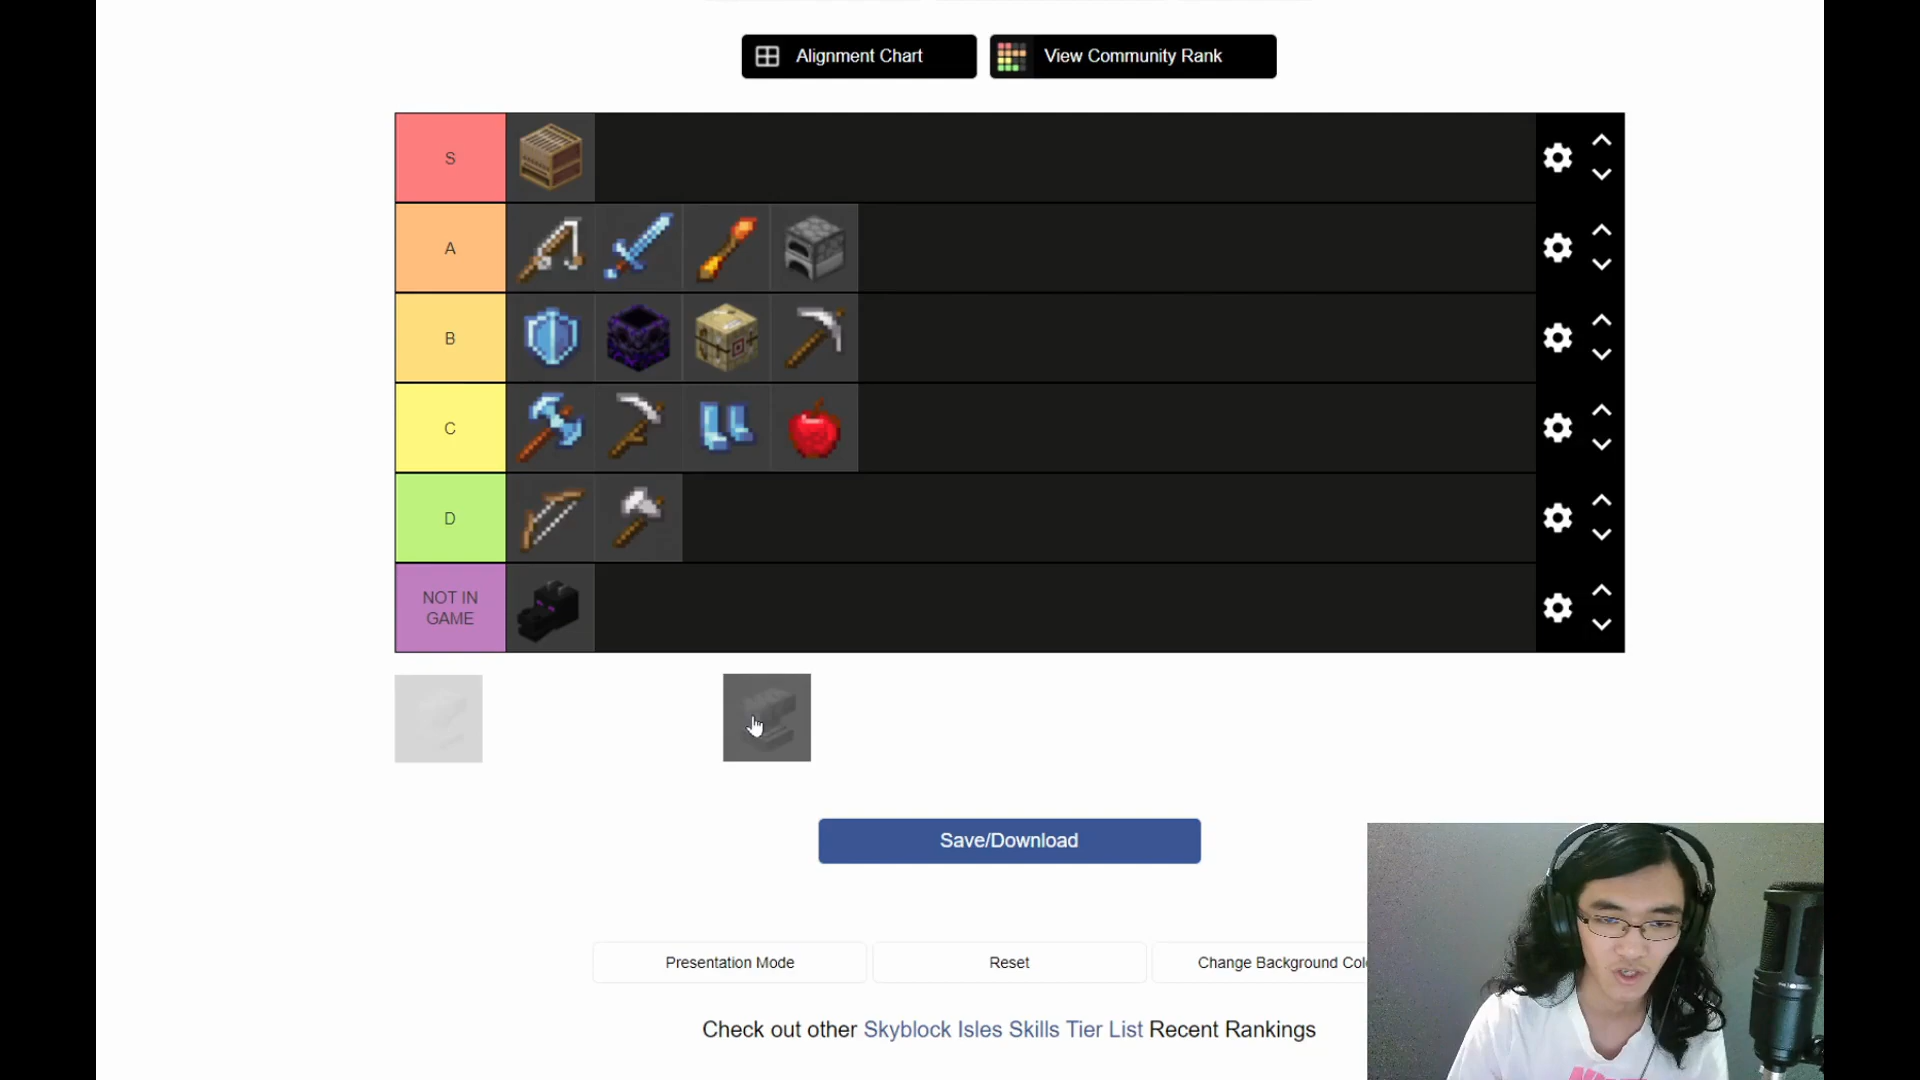 Alignment Chart
View Community Rank
S
A
B
C
D
NOT IN
GAME
Save/Download
Presentation Mode
Reset
Change Background Col
Check out other Skyblock Isles Skills Tier List Recent Rankings